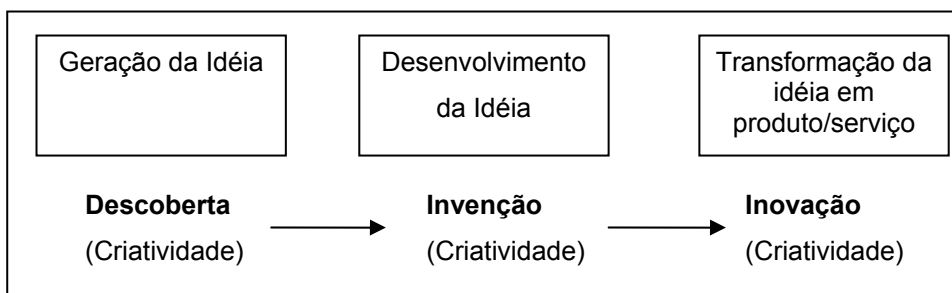 Geração da Idéia
Desenvolvimento
da Idéia
Transformação da
idéia em
produto/serviço
Descoberta
(Criatividade)
Invenção
(Criatividade)
Inovação
(Criatividade)